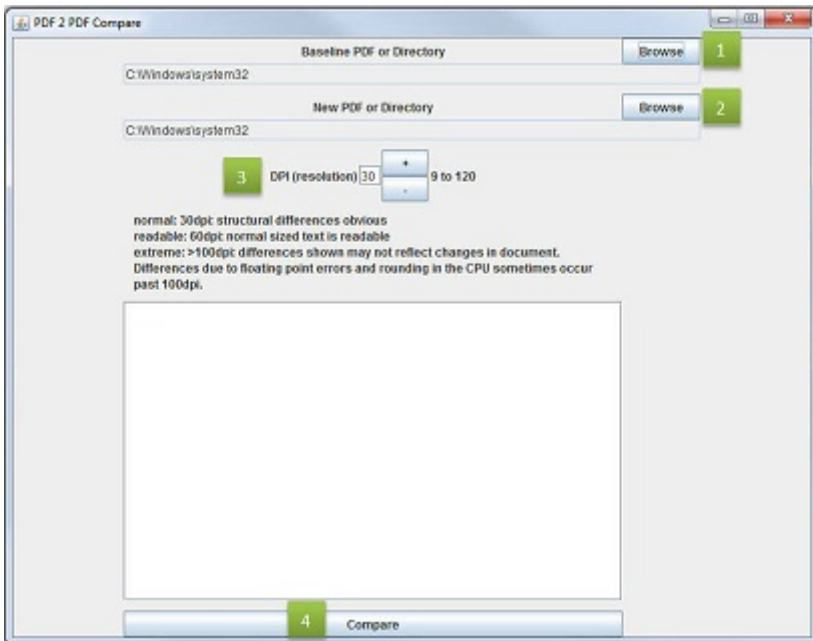 PDF 2 PDF Compare
Baseline PDF or Directory Browse 1
C:\Windows\system32
New PDF or Directory Browse 2
C:\Windows\system32
3 DPI (resolution) 30 + - 9 to 120
normal: 30dpi: structural differences obvious
readable: 60dpi: normal sized text is readable
extreme: >100dpi: differences shown may not reflect changes in document.
Differences due to floating point errors and rounding in the CPU sometimes occur
past 100dpi.
4 Compare